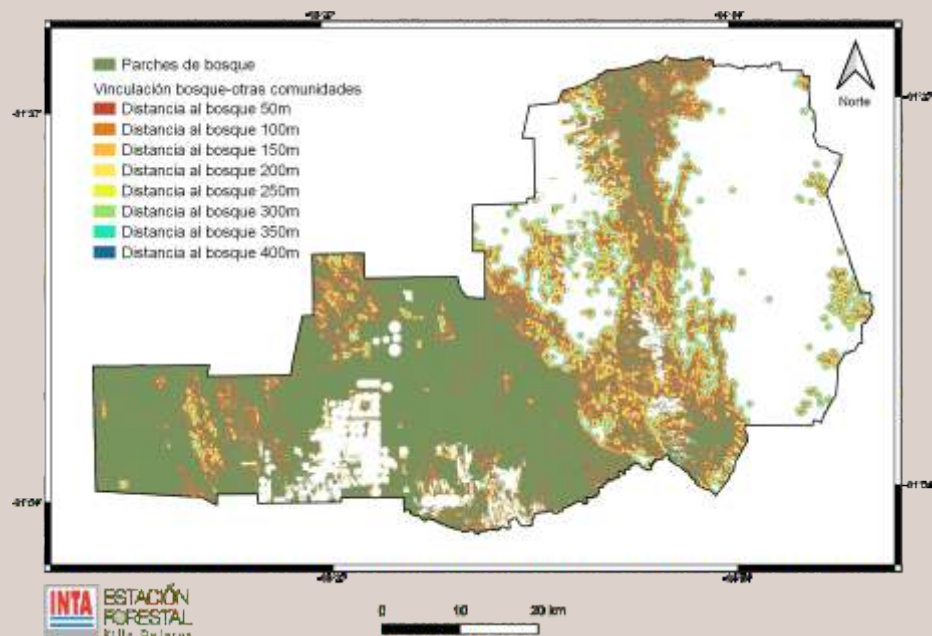 Parches de bosque
Vinculación bosque-otras comunidades
Distancia al bosque 50m
Distancia al bosque 100m
Distancia al bosque 150m
Distancia al bosque 200m
Distancia al bosque 250m
Distancia al bosque 300m
Distancia al bosque 350m
Distancia al bosque 400m
Norte
INTA
ESTACIÓN
FORESTAL
0 10 20 km